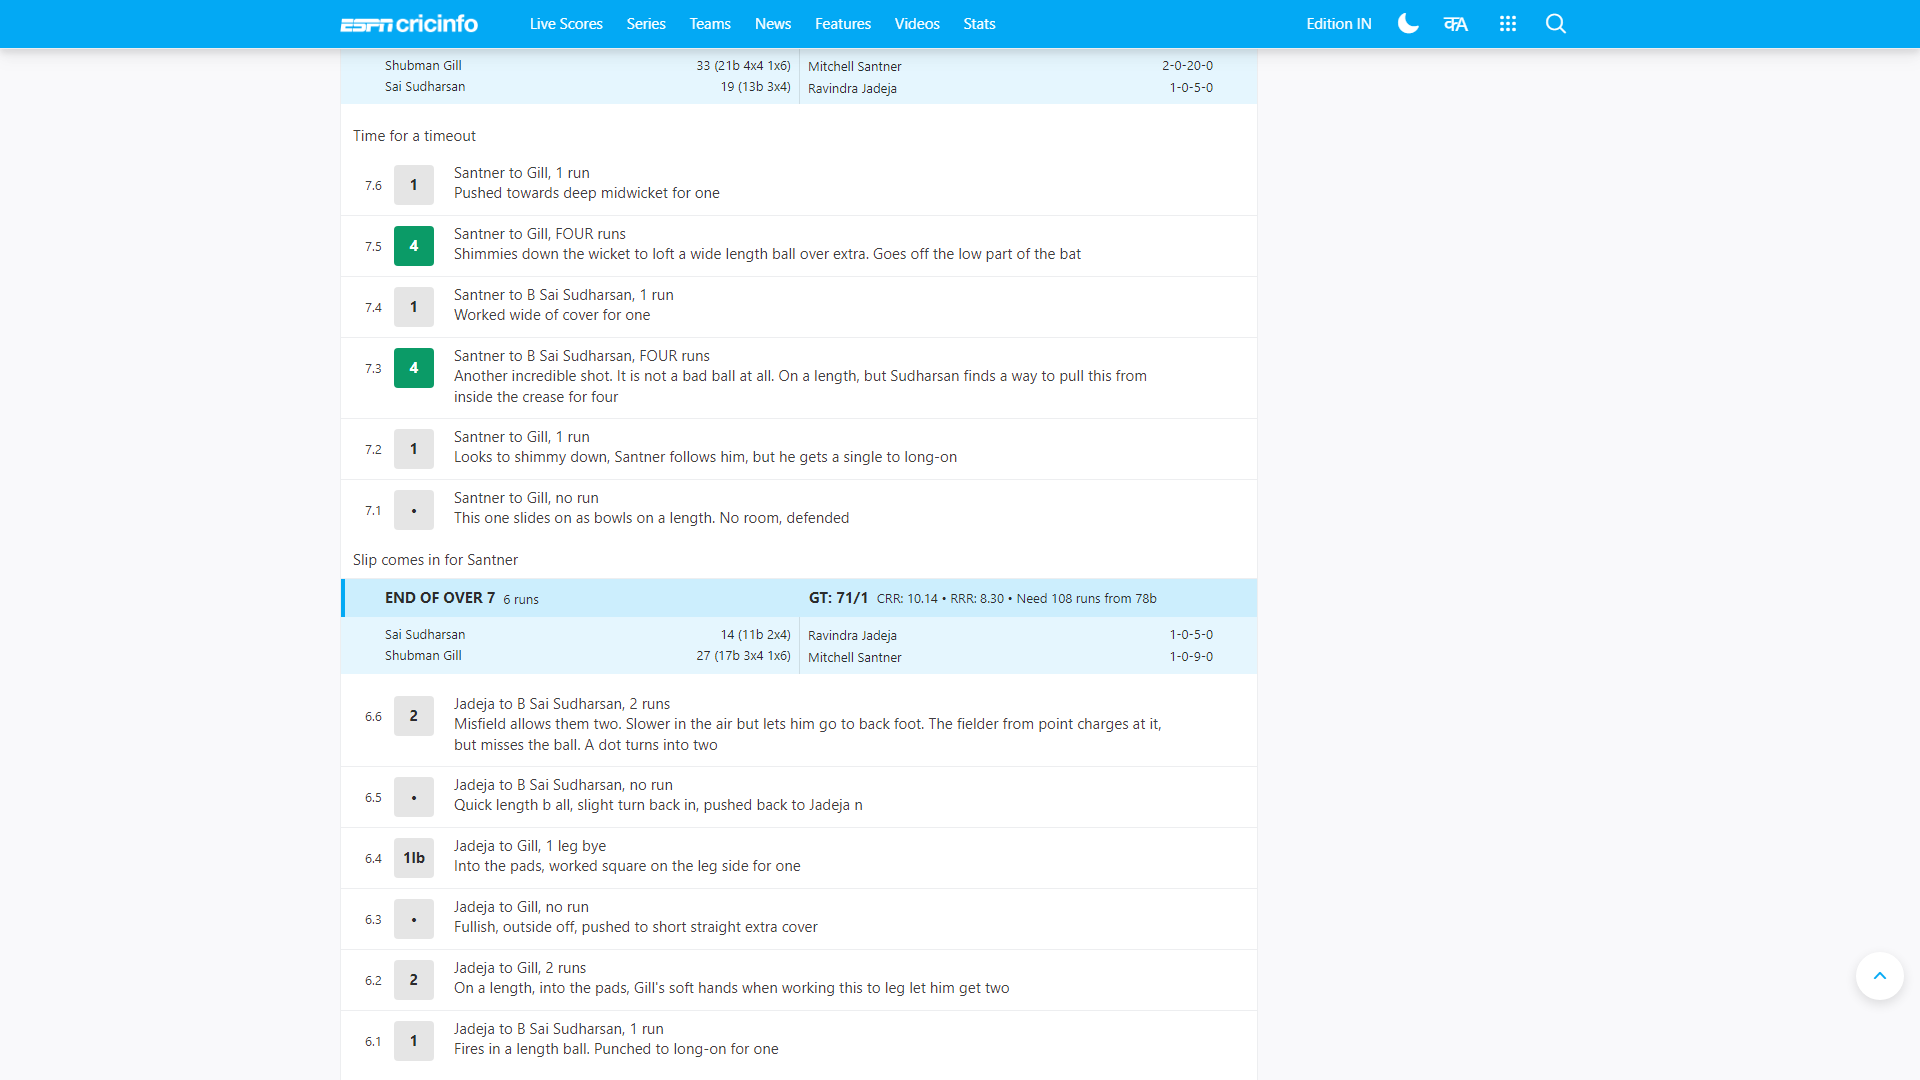 ESPN cricinfo Live Scores Series Teams News Features Videos Stats Edition IN क A
Shubman Gill 33 (21b 4x4 1x6) Mitchell Santner 2-0-20-0
Sai Sudharsan 19 (13b 3x4) Ravindra Jadeja 1-0-5-0
Time for a timeout
7.6 1 Santner to Gill, 1 run
Pushed towards deep midwicket for one
7.5 4 Santner to Gill, FOUR runs
Shimmies down the wicket to loft a wide length ball over extra. Goes off the low part of the bat
7.4 1 Santner to B Sai Sudharsan, 1 run
Worked wide of cover for one
7.3 4 Santner to B Sai Sudharsan, FOUR runs
Another incredible shot. It is not a bad ball at all. On a length, but Sudharsan finds a way to pull this from
inside the crease for four
7.2 1 Santner to Gill, 1 run
Looks to shimmy down, Santner follows him, but he gets a single to long-on
7.1 • Santner to Gill, no run
This one slides on as bowls on a length. No room, defended
Slip comes in for Santner
END OF OVER 7 6 runs GT: 71/1 CRR: 10.14 • RRR: 8.30 • Need 108 runs from 78b
Sai Sudharsan 14 (11b 2x4) Ravindra Jadeja 1-0-5-0
Shubman Gill 27 (17b 3x4 1x6) Mitchell Santner 1-0-9-0
6.6 2 Jadeja to B Sai Sudharsan, 2 runs
Misfield allows them two. Slower in the air but lets him go to back foot. The fielder from point charges at it,
but misses the ball. A dot turns into two
6.5 • Jadeja to B Sai Sudharsan, no run
Quick length b all, slight turn back in, pushed back to Jadeja n
6.4 1lb Jadeja to Gill, 1 leg bye
Into the pads, worked square on the leg side for one
6.3 • Jadeja to Gill, no run
Fullish, outside off, pushed to short straight extra cover
6.2 2 Jadeja to Gill, 2 runs
On a length, into the pads, Gill's soft hands when working this to leg let him get two
6.1 1 Jadeja to B Sai Sudharsan, 1 run
Fires in a length ball. Punched to long-on for one